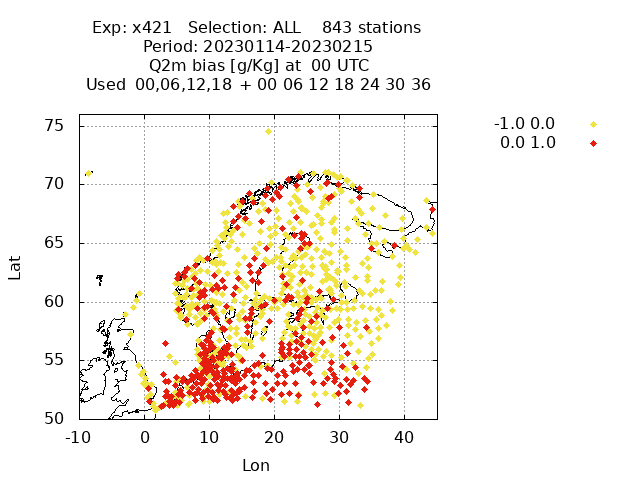 Exp: x421   Selection: ALL    843 stations
Period: 20230114-20230215
Q2m bias [g/Kg] at  00 UTC
Used  00,06,12,18 + 00 06 12 18 24 30 36
-1.0 0.0
0.0 1.0
75
70
65
60
55
50
Lat
-10 0 10 20 30 40
Lon